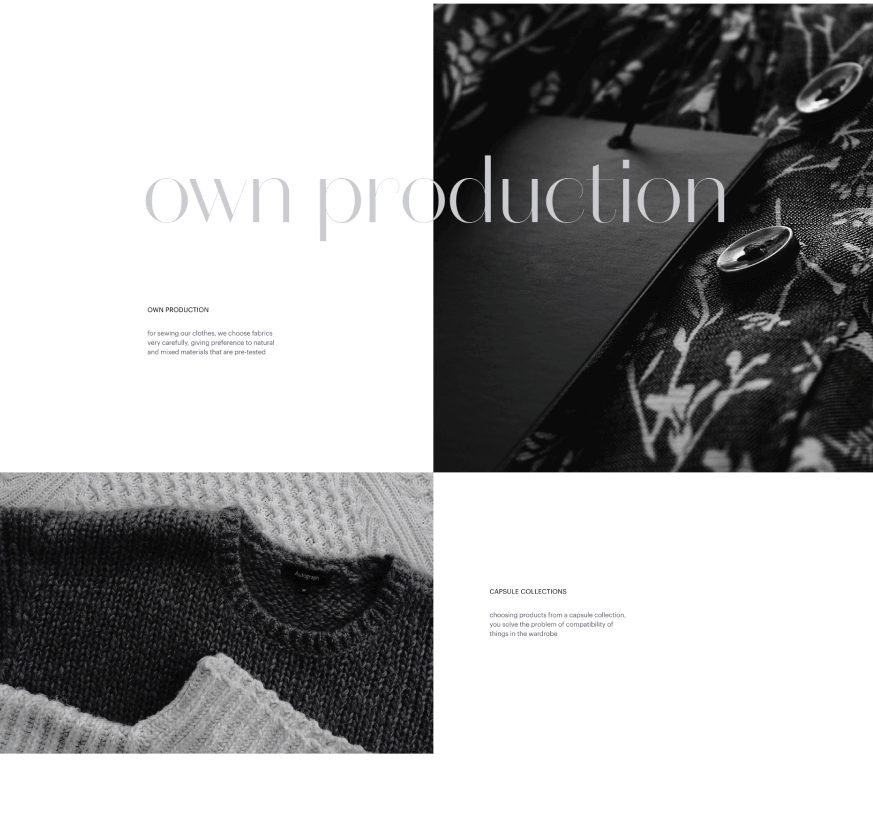 own production
OWN PRODUCTION
for sewing our clothes, we choose fabrics
very carefully, giving preference to natural
and mixed materials that are pre-tested
Autograph
CAPSULE COLLECTIONS
choosing products from a capsule collection,
you solve the problem of compatibility of
things in the wardrobe